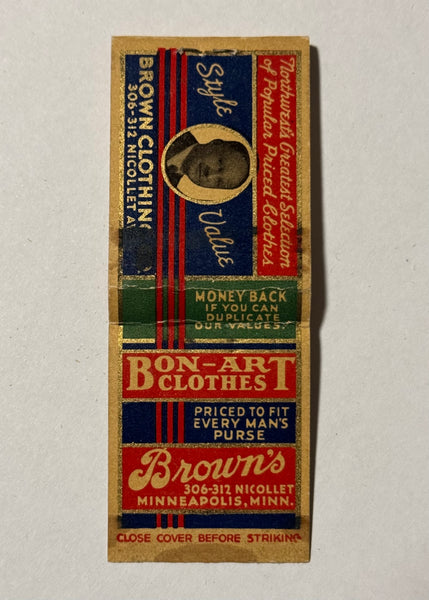 Northwest's Greatest Selection
of Popular Priced Clothes
Style
Value
BROWN CLOTHING
306-312 NICOLLET
MONEY BACK
IF YOU CAN
DUPLICATE
OUR VALUES.
BON-ART
CLOTHES
PRICED TO FIT
EVERY MAN'S
PURSE
Brown's
306-312 NICOLLET
MINNEAPOLIS, MINN.
CLOSE COVER BEFORE STRIKING